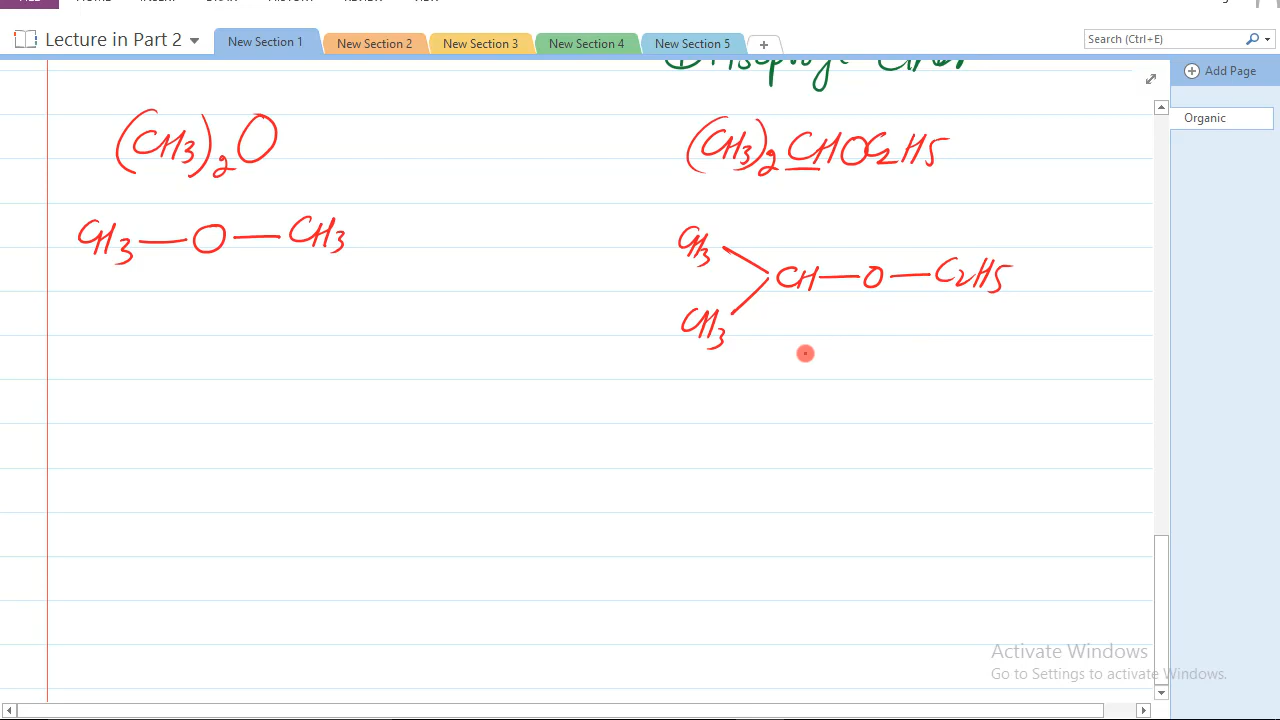 Lecture in Part 2
New Section 1
New Section 2
New Section 3
New Section 4
New Section 5
+
Search (Ctrl+E)
Add Page
Organic
(CH3)2O
CH3—O—CH3
(CH3)2CHOC2H5
CH3
CH—O—C2H5
CH3
Activate Windows
Go to Settings to activate Windows.